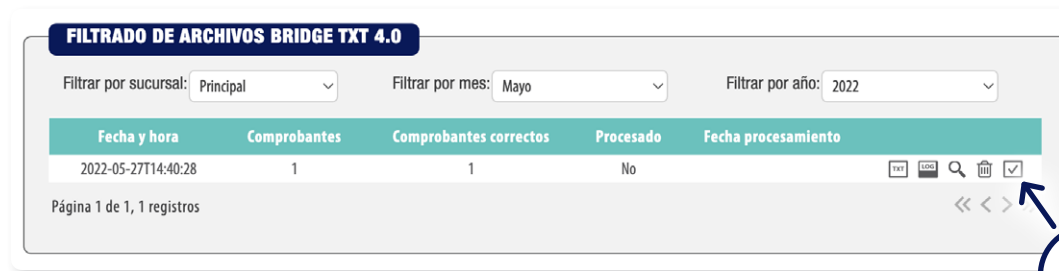 FILTRADO DE ARCHIVOS BRIDGE TXT 4.0
Filtrar por sucursal: Principal Filtrar por mes: Mayo Filtrar por año: 2022
Fecha y hora Comprobantes Comprobantes correctos Procesado Fecha procesamiento
2022-05-27T14:40:28 1 1 No TXT LOG
Página 1 de 1, 1 registros